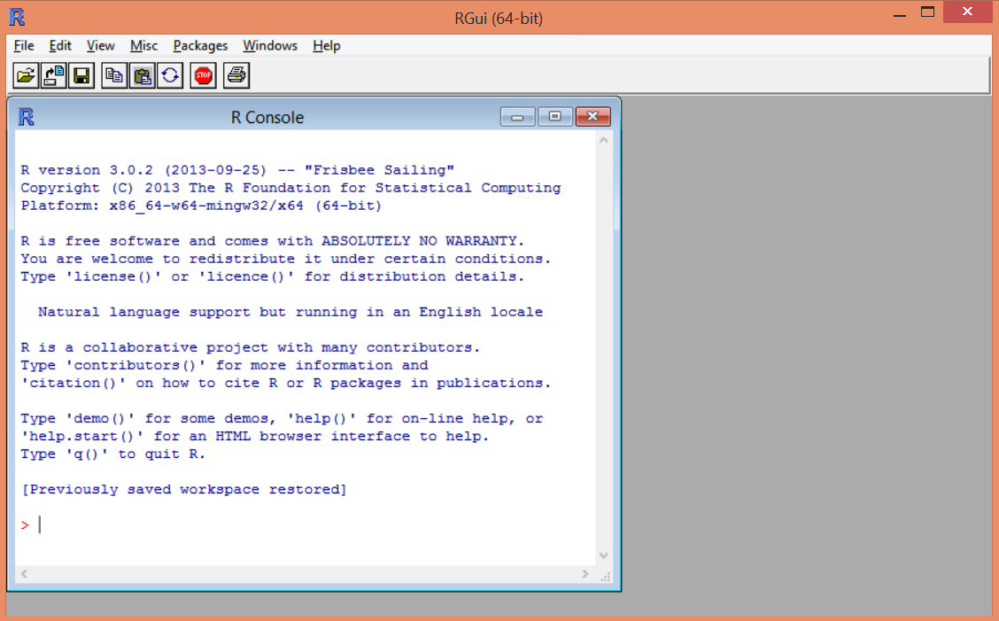 R
RGui (64-bit)
File Edit View Misc Packages Windows Help
STOP
R
R Console
R version 3.0.2 (2013-09-25) -- "Frisbee Sailing"
Copyright (C) 2013 The R Foundation for Statistical Computing
Platform: x86_64-w64-mingw32/x64 (64-bit)
R is free software and comes with ABSOLUTELY NO WARRANTY.
You are welcome to redistribute it under certain conditions.
Type 'license()' or 'licence()' for distribution details.
Natural language support but running in an English locale
R is a collaborative project with many contributors.
Type 'contributors()' for more information and
'citation()' on how to cite R or R packages in publications.
Type 'demo()' for some demos, 'help()' for on-line help, or
'help.start()' for an HTML browser interface to help.
Type 'q()' to quit R.
[Previously saved workspace restored]
>